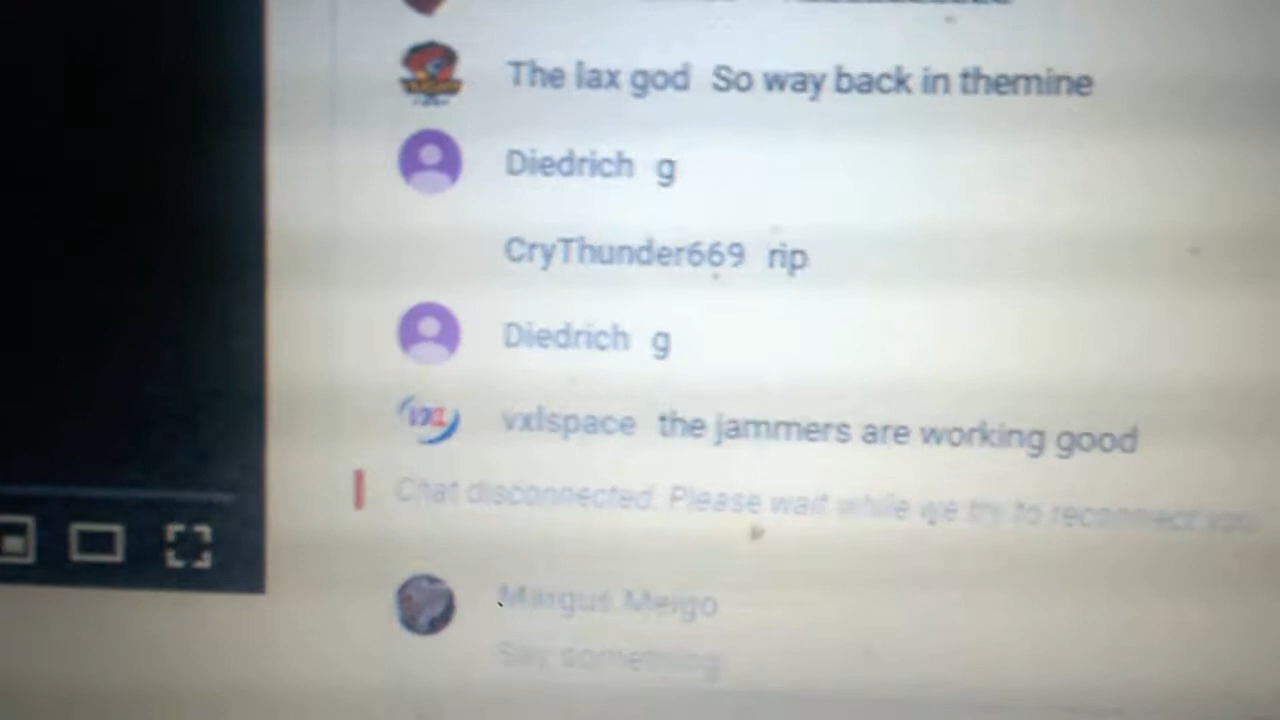 The lax god So way back in themine
Diedrich g
CryThunder669 rip
Diedrich g
vxlspace the jammers are working good
Chat disconnected. Please wait while we try to reconnect you.
Margus Meigo
Say something